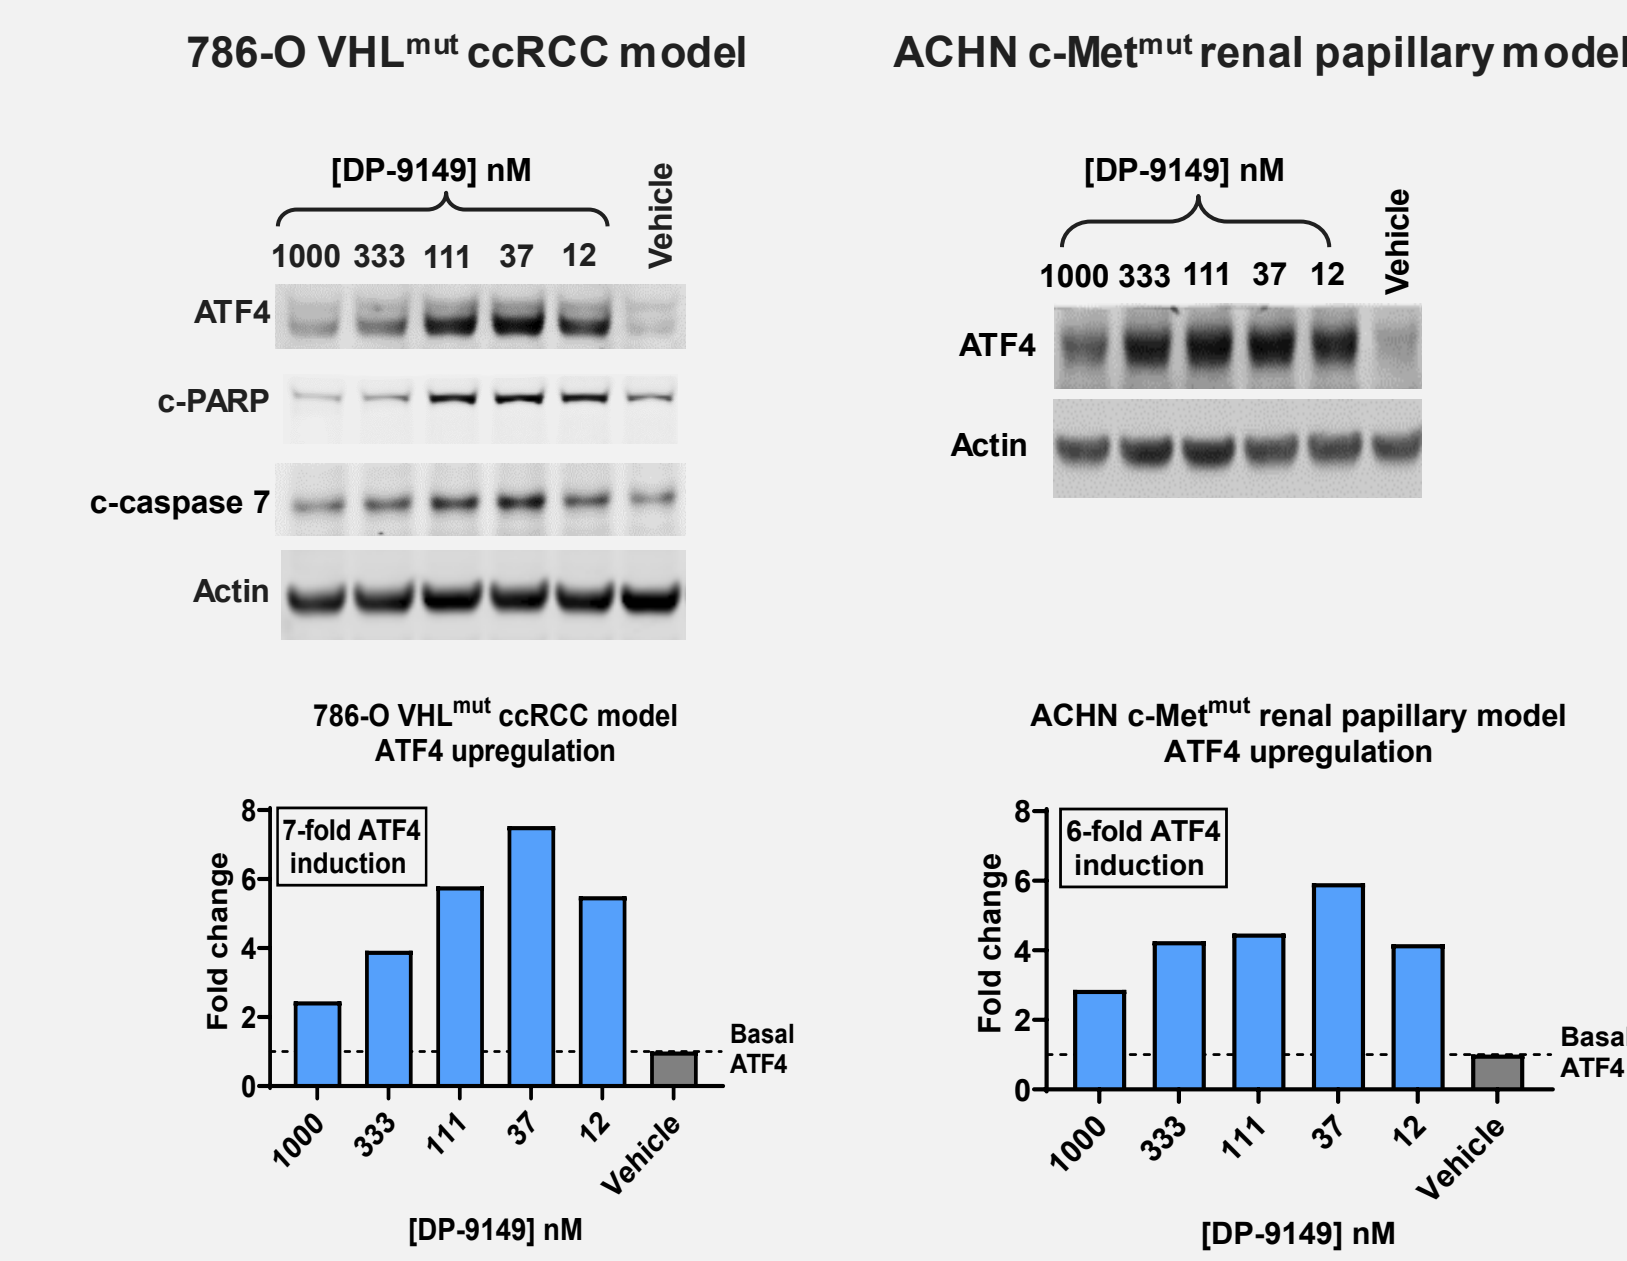 786-O VHLmut ccRCC model
[DP-9149] nM
Vehicle
1000 333 111 37 12
ATF4
c-PARP
c-caspase 7
Actin
ACHN c-Metmut renal papillary model
[DP-9149] nM
Vehicle
1000 333 111 37 12
ATF4
Actin
786-O VHLmut ccRCC model
ATF4 upregulation
7-fold ATF4
induction
Fold change
8
6
4
2
0
Basal
ATF4
1000 333 111 37 12 Vehicle
[DP-9149] nM
ACHN c-Metmut renal papillary model
ATF4 upregulation
6-fold ATF4
induction
Fold change
8
6
4
2
0
Basal
ATF4
1000 333 111 37 12 Vehicle
[DP-9149] nM